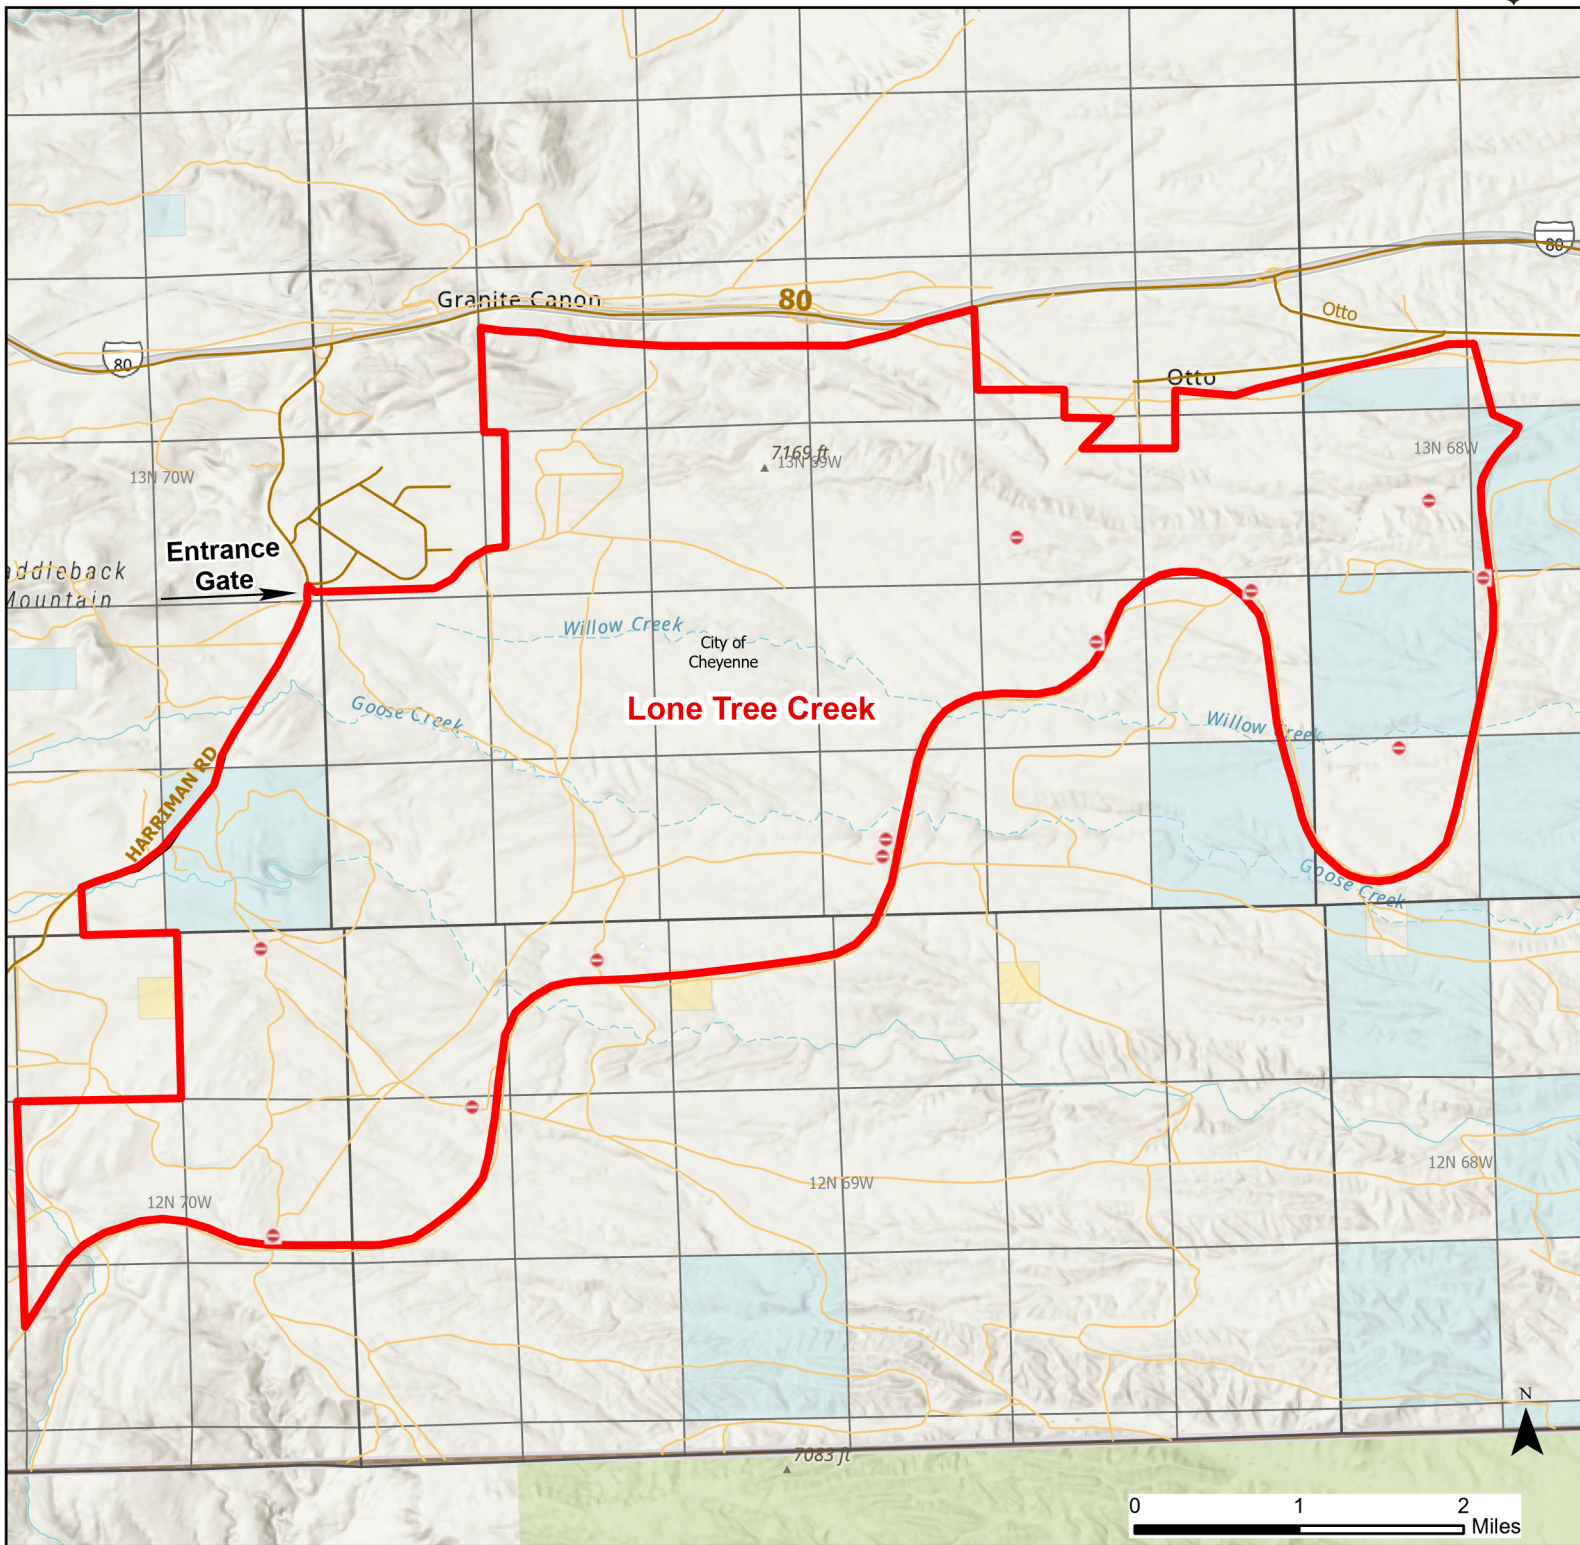 80
Granite Canon
80
Otto
80
Otto
7169 ft
13N 70W
13N 69W
13N 68W
Entrance
Gate
addleback
Mountain
Willow Creek
City of
Cheyenne
Goose Creek
Lone Tree Creek
Willow Creek
HARRIMAN RD
Goose Creek
12N 70W
12N 69W
12N 68W
7083 ft
N
0 1 2
Miles